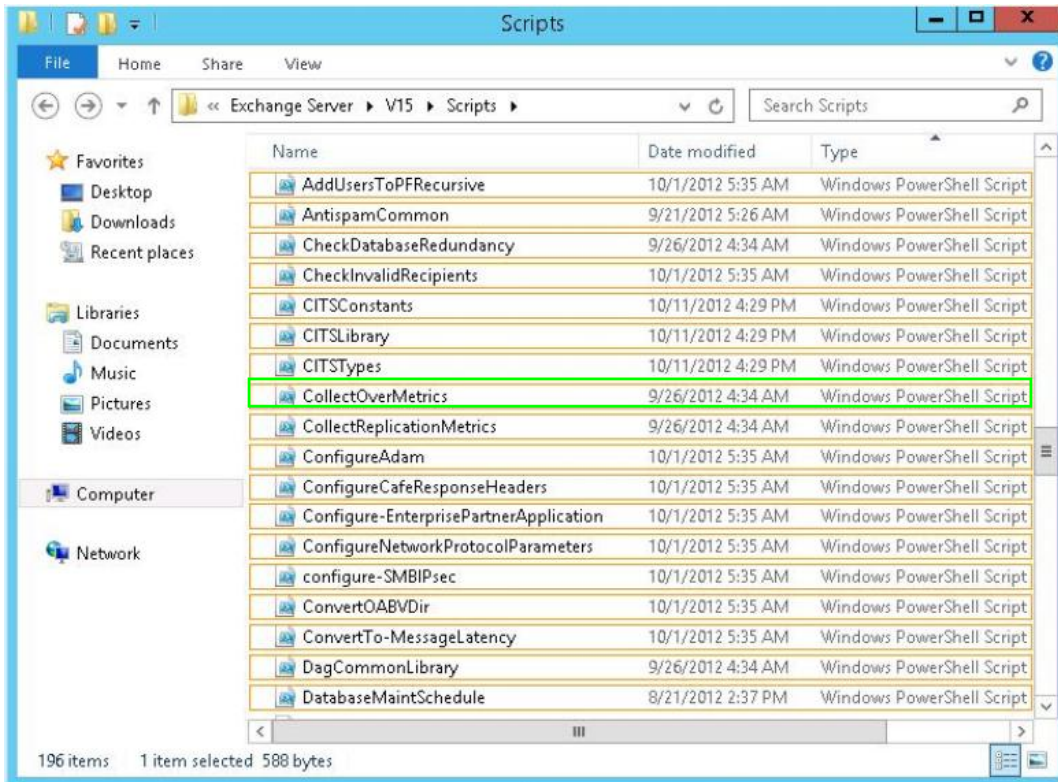 Scripts
File Home Share View
« Exchange Server ▸ V15 ▸ Scripts ▸ Search Scripts
Favorites
Desktop
Downloads
Recent places
Libraries
Documents
Music
Pictures
Videos
Computer
Network
Name Date modified Type
AddUsersToPFRecursive 10/1/2012 5:35 AM Windows PowerShell Script
AntispamCommon 9/21/2012 5:26 AM Windows PowerShell Script
CheckDatabaseRedundancy 9/26/2012 4:34 AM Windows PowerShell Script
CheckInvalidRecipients 10/1/2012 5:35 AM Windows PowerShell Script
CITSConstants 10/11/2012 4:29 PM Windows PowerShell Script
CITSLibrary 10/11/2012 4:29 PM Windows PowerShell Script
CITSTypes 10/11/2012 4:29 PM Windows PowerShell Script
CollectOverMetrics 9/26/2012 4:34 AM Windows PowerShell Script
CollectReplicationMetrics 9/26/2012 4:34 AM Windows PowerShell Script
ConfigureAdam 10/1/2012 5:35 AM Windows PowerShell Script
ConfigureCafeResponseHeaders 10/1/2012 5:35 AM Windows PowerShell Script
Configure-EnterprisePartnerApplication 10/1/2012 5:35 AM Windows PowerShell Script
ConfigureNetworkProtocolParameters 10/1/2012 5:35 AM Windows PowerShell Script
configure-SMBIPsec 10/1/2012 5:35 AM Windows PowerShell Script
ConvertOABVDir 10/1/2012 5:35 AM Windows PowerShell Script
ConvertTo-MessageLatency 10/1/2012 5:35 AM Windows PowerShell Script
DagCommonLibrary 9/26/2012 4:34 AM Windows PowerShell Script
DatabaseMaintSchedule 8/21/2012 2:37 PM Windows PowerShell Script
196 items 1 item selected 588 bytes